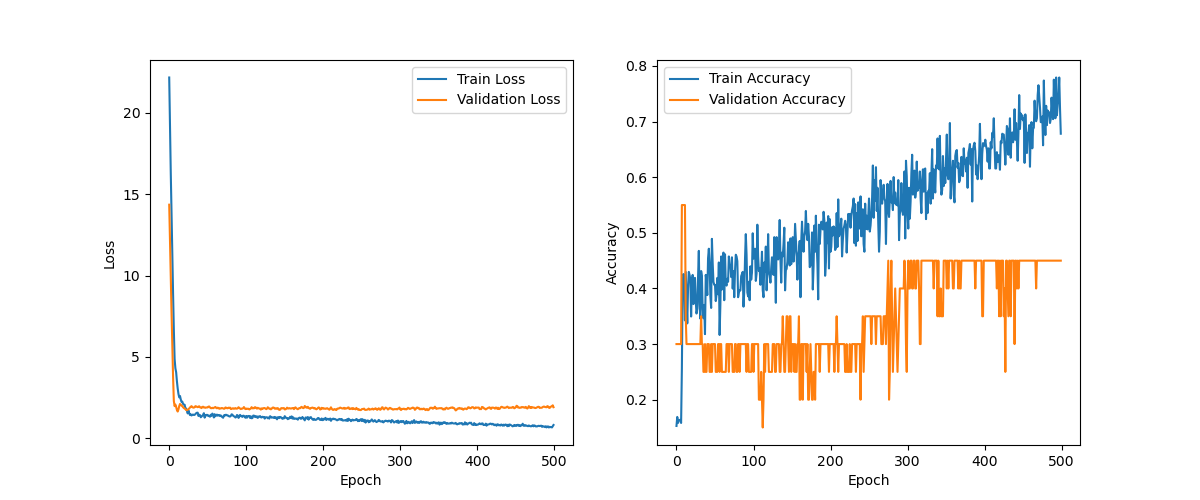 Train Loss
Validation Loss
20
15
10
5
0
Loss
0 100 200 300 400 500
Epoch
Train Accuracy
Validation Accuracy
0.8
0.7
0.6
0.5
0.4
0.3
0.2
Accuracy
0 100 200 300 400 500
Epoch